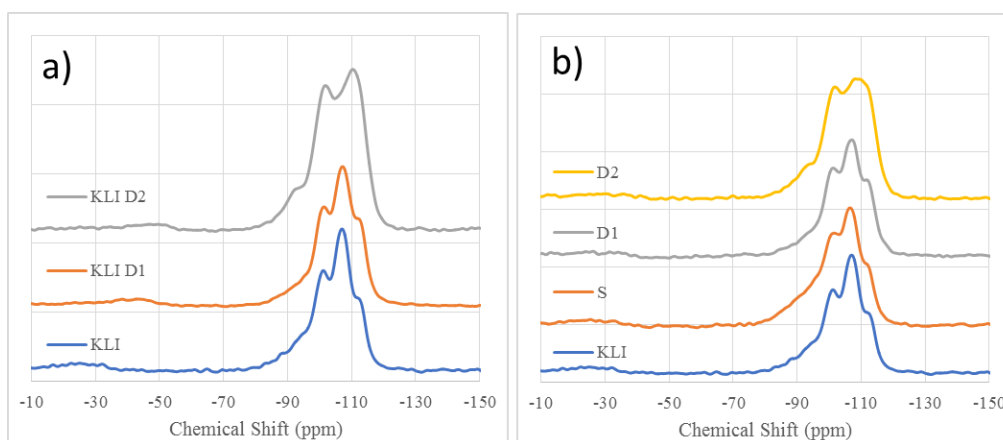 a)
KLI D2
KLI D1
KLI
-10 -30 -50 -70 -90 -110 -130 -150
Chemical Shift (ppm)
b)
D2
D1
S
KLI
-10 -30 -50 -70 -90 -110 -130 -150
Chemical Shift (ppm)